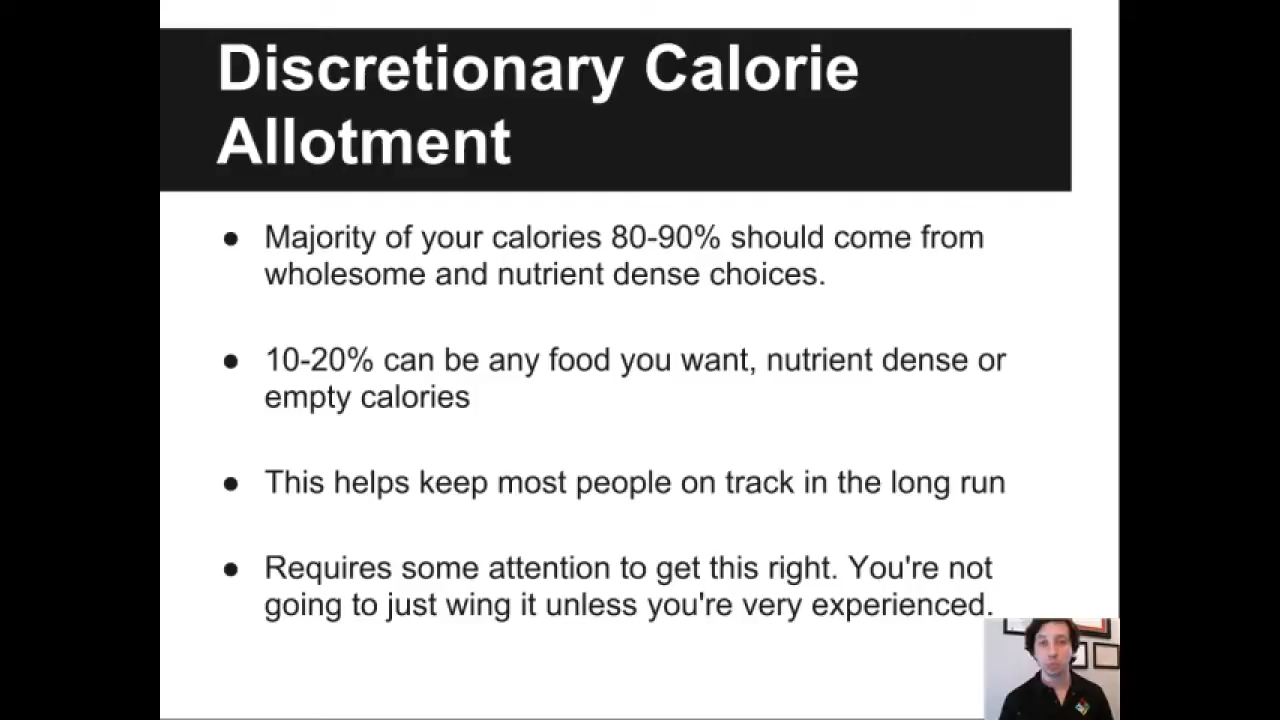 Discretionary Calorie
Allotment
● Majority of your calories 80-90% should come from
wholesome and nutrient dense choices.
● 10-20% can be any food you want, nutrient dense or
empty calories
● This helps keep most people on track in the long run
● Requires some attention to get this right. You're not
going to just wing it unless you're very experienced.